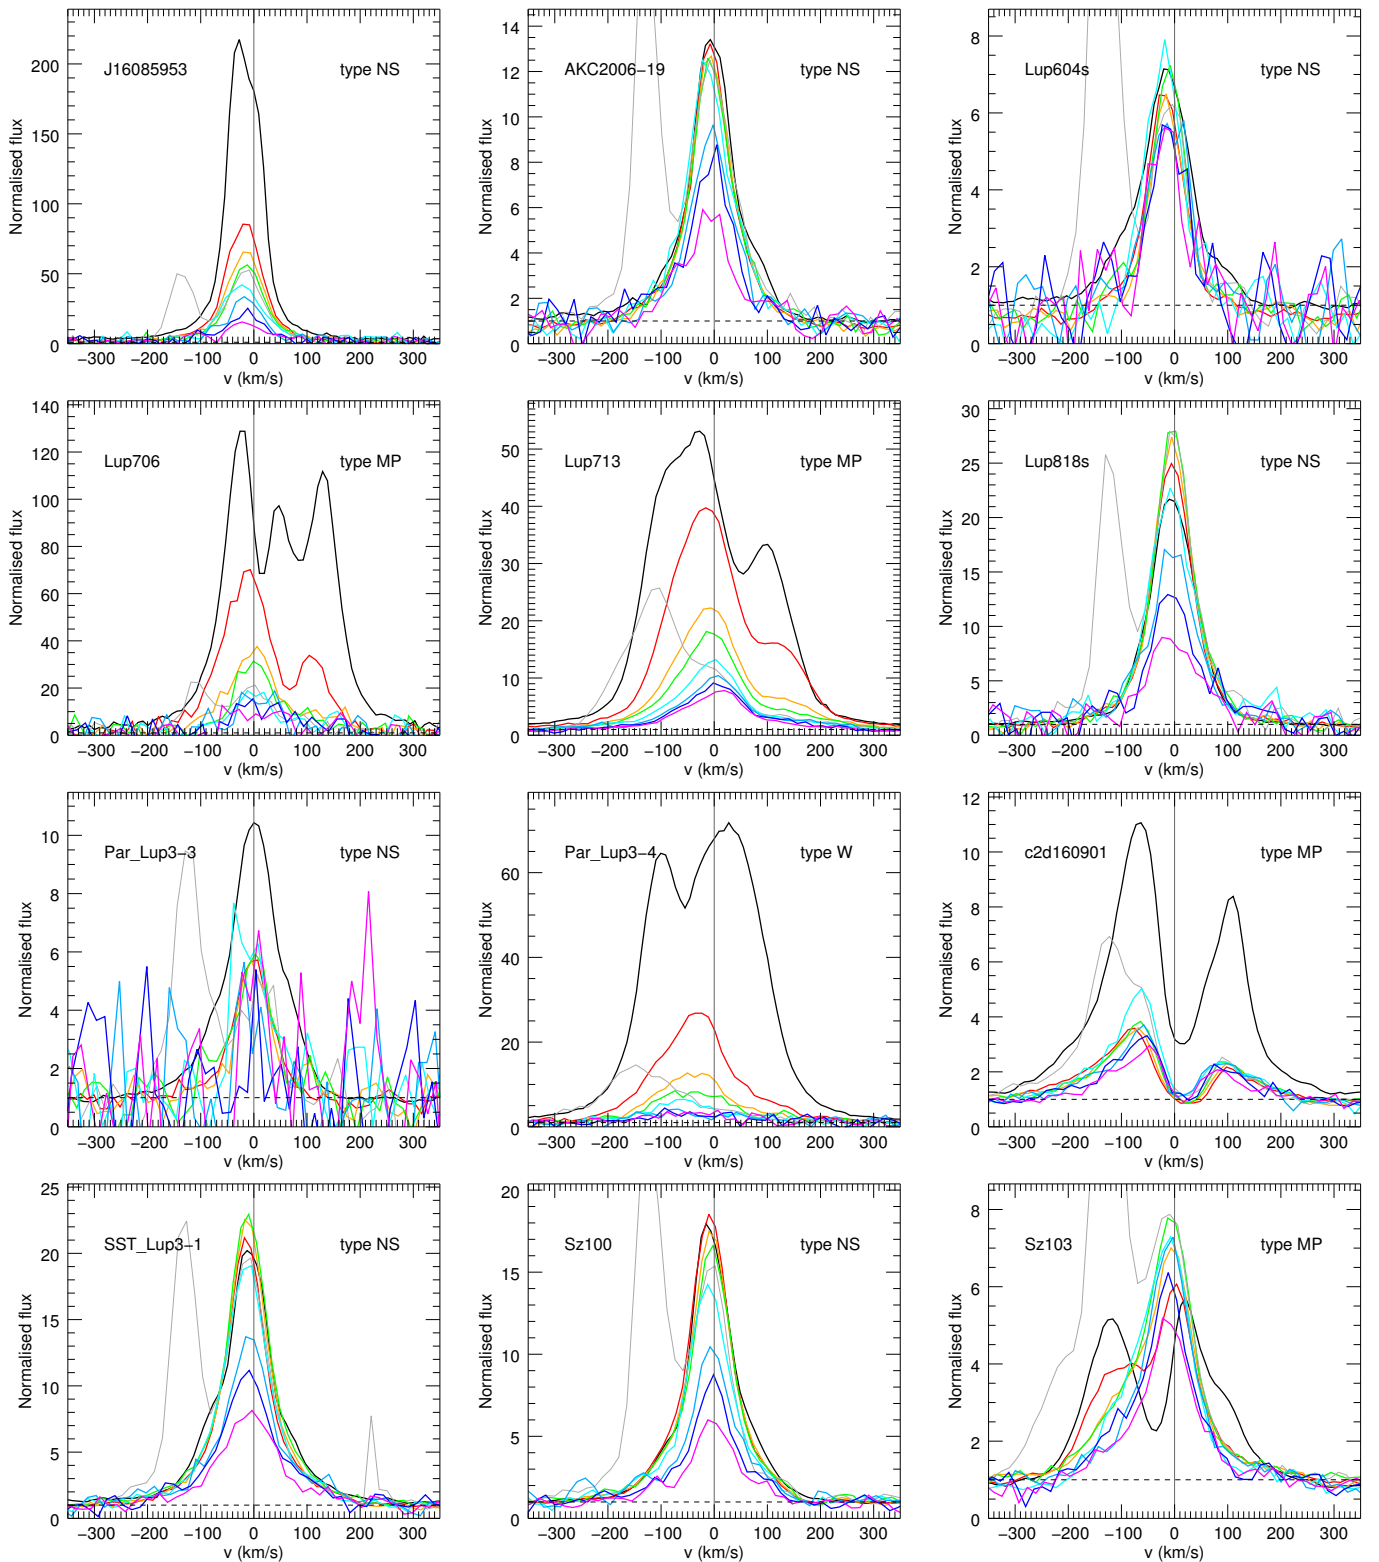 J16085953 type NS
200
150
100
50
0
Normalised flux
−300 −200 −100 0 100 200 300
v (km/s)
AKC2006−19 type NS
14
12
10
8
6
4
2
0
Normalised flux
−300 −200 −100 0 100 200 300
v (km/s)
Lup604s type NS
8
6
4
2
0
Normalised flux
−300 −200 −100 0 100 200 300
v (km/s)
Lup706 type MP
140
120
100
80
60
40
20
0
Normalised flux
−300 −200 −100 0 100 200 300
v (km/s)
Lup713 type MP
50
40
30
20
10
0
Normalised flux
−300 −200 −100 0 100 200 300
v (km/s)
Lup818s type NS
30
25
20
15
10
5
0
Normalised flux
−300 −200 −100 0 100 200 300
v (km/s)
Par_Lup3−3 type NS
10
8
6
4
2
0
Normalised flux
−300 −200 −100 0 100 200 300
v (km/s)
Par_Lup3−4 type W
60
40
20
0
Normalised flux
−300 −200 −100 0 100 200 300
v (km/s)
c2d160901 type MP
12
10
8
6
4
2
0
Normalised flux
−300 −200 −100 0 100 200 300
v (km/s)
SST_Lup3−1 type NS
25
20
15
10
5
0
Normalised flux
−300 −200 −100 0 100 200 300
v (km/s)
Sz100 type NS
20
15
10
5
0
Normalised flux
−300 −200 −100 0 100 200 300
v (km/s)
Sz103 type MP
8
6
4
2
0
Normalised flux
−300 −200 −100 0 100 200 300
v (km/s)